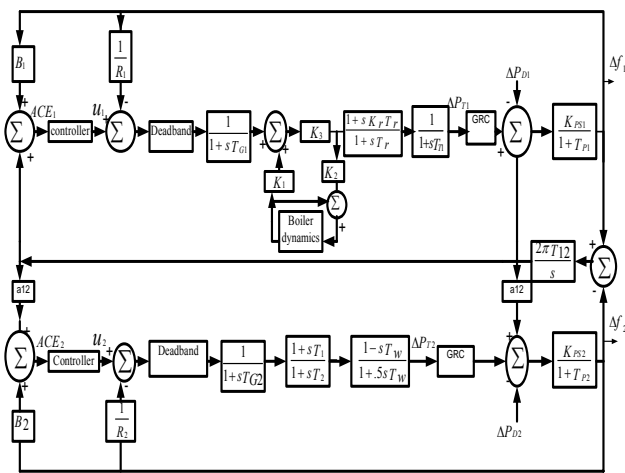 B1
1
R1
Δf1
ΔPD1
ACE1
u1
ΔPT1
+
-
+
+
-
+
+
-
+
Σ
controller
Σ
Deadband
1
1+sTG1
Σ
K3
1+sKrTr
1+sTr
1
1+sTt1
GRC
Σ
KPS1
1+TP1
K1
K2
Σ
+
Boiler
dynamics
2πT12
s
+
Σ
-
a12
a12
Δf2
ACE2
u2
ΔPT2
+
+
+
-
+
-
Σ
Controller
Σ
Deadband
1
1+sTG2
1+sT1
1+sT2
1-sTw
1+.5sTw
GRC
Σ
KPS2
1+TP2
B2
1
R2
ΔPD2